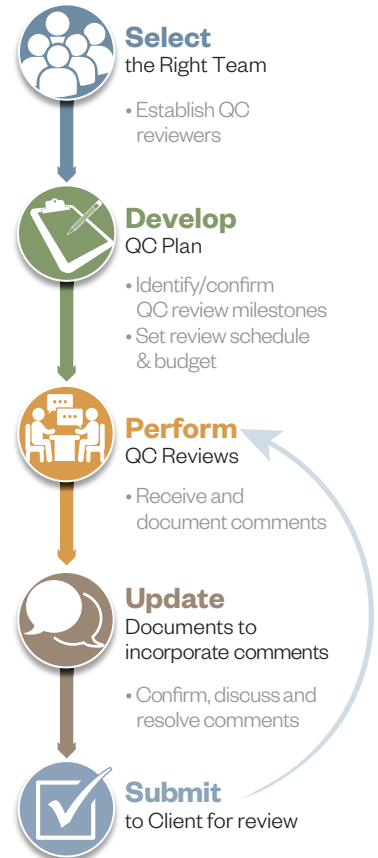 Select
the Right Team
• Establish QC
reviewers
Develop
QC Plan
• Identify/confirm
QC review milestones
• Set review schedule
& budget
Perform
QC Reviews
• Receive and
document comments
Update
Documents to
incorporate comments
• Confirm, discuss and
resolve comments
Submit
to Client for review